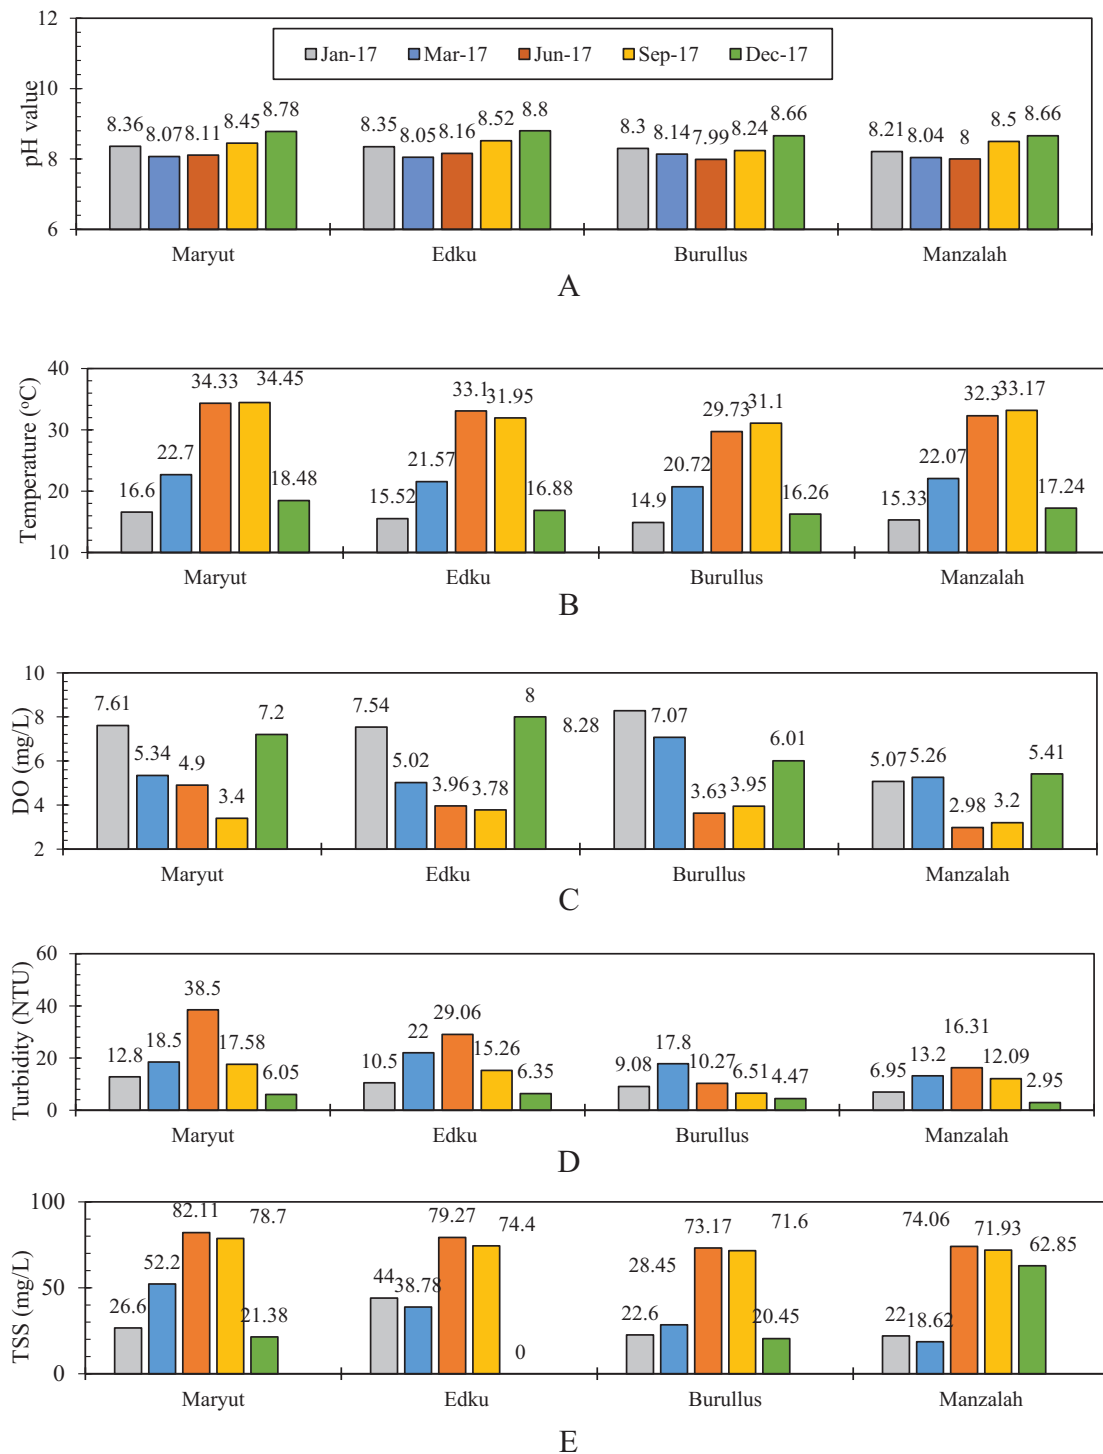 12
10
8
6
pH value
Jan-17 Mar-17 Jun-17 Sep-17 Dec-17
8.36 8.07 8.11 8.45 8.78
8.35 8.05 8.16 8.52 8.8
8.3 8.14 7.99 8.24 8.66
8.21 8.04 8 8.5 8.66
Maryut Edku Burullus Manzalah
A
40
30
20
10
Temperature (°C)
16.6 22.7 34.33 34.45 18.48
15.52 21.57 33.1 31.95 16.88
14.9 20.72 29.73 31.1 16.26
15.33 22.07 32.3 33.17 17.24
Maryut Edku Burullus Manzalah
B
10
8
6
4
2
DO (mg/L)
7.61 5.34 4.9 3.4 7.2
7.54 5.02 3.96 3.78 8
8.28 7.07 3.63 3.95 6.01
5.07 5.26 2.98 3.2 5.41
Maryut Edku Burullus Manzalah
C
60
40
20
0
Turbidity (NTU)
12.8 18.5 38.5 17.58 6.05
10.5 22 29.06 15.26 6.35
9.08 17.8 10.27 6.51 4.47
6.95 13.2 16.31 12.09 2.95
Maryut Edku Burullus Manzalah
D
100
50
0
TSS (mg/L)
26.6 52.2 82.11 78.7 21.38
44 38.78 79.27 74.4 0
22.6 28.45 73.17 71.6 20.45
22 18.62 74.06 71.93 62.85
Maryut Edku Burullus Manzalah
E